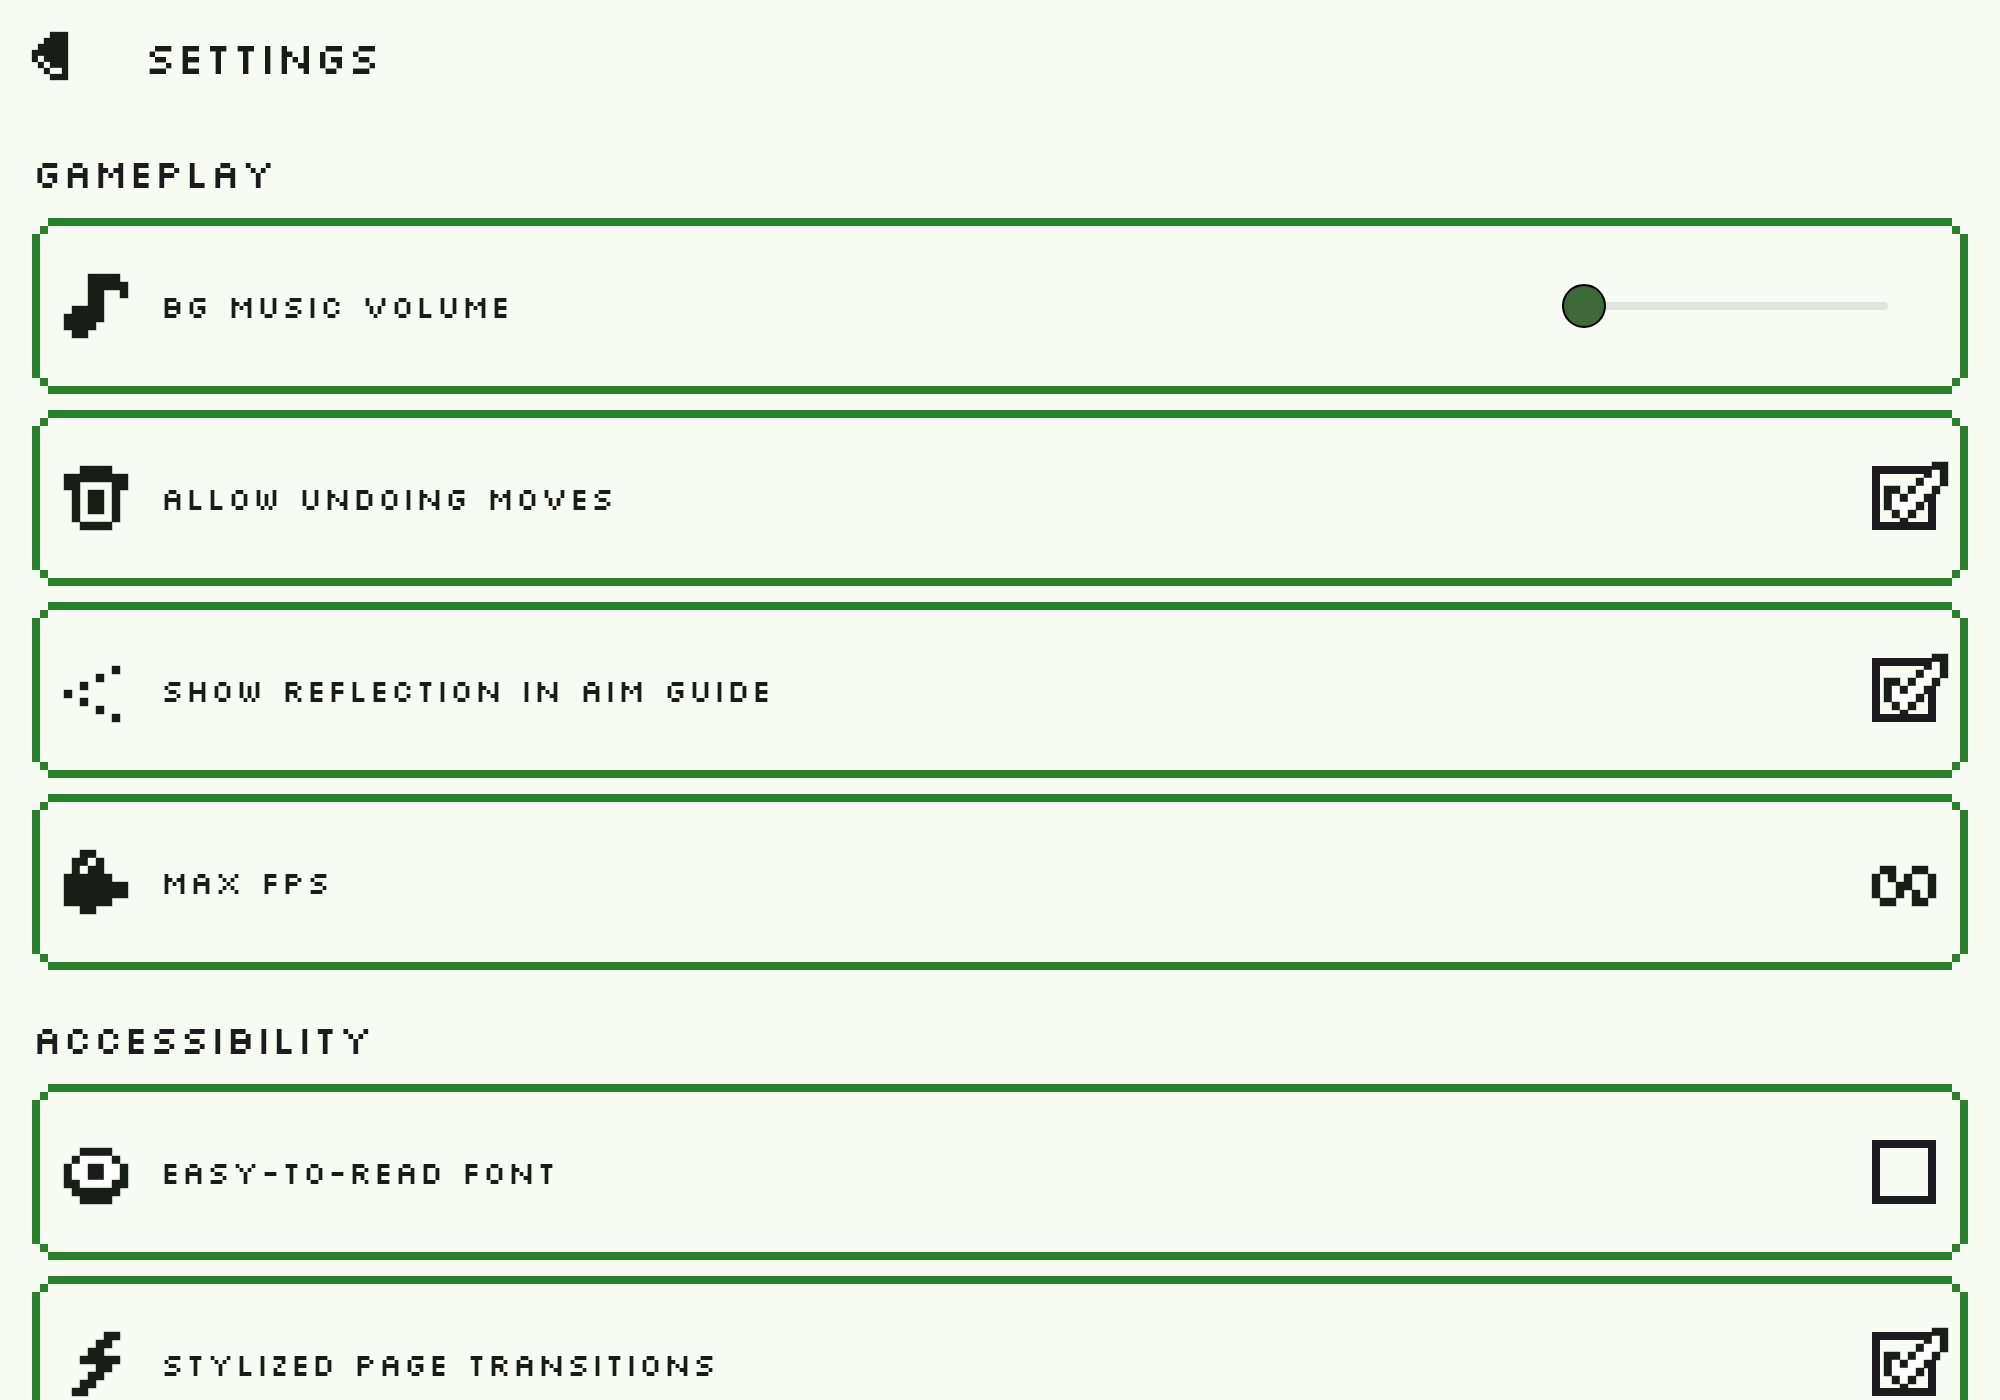 SETTINGS
GAMEPLAY
BG MUSIC VOLUME
ALLOW UNDOING MOVES
SHOW REFLECTION IN AIM GUIDE
MAX FPS
ACCESSIBILITY
EASY-TO-READ FONT
STYLIZED PAGE TRANSITIONS